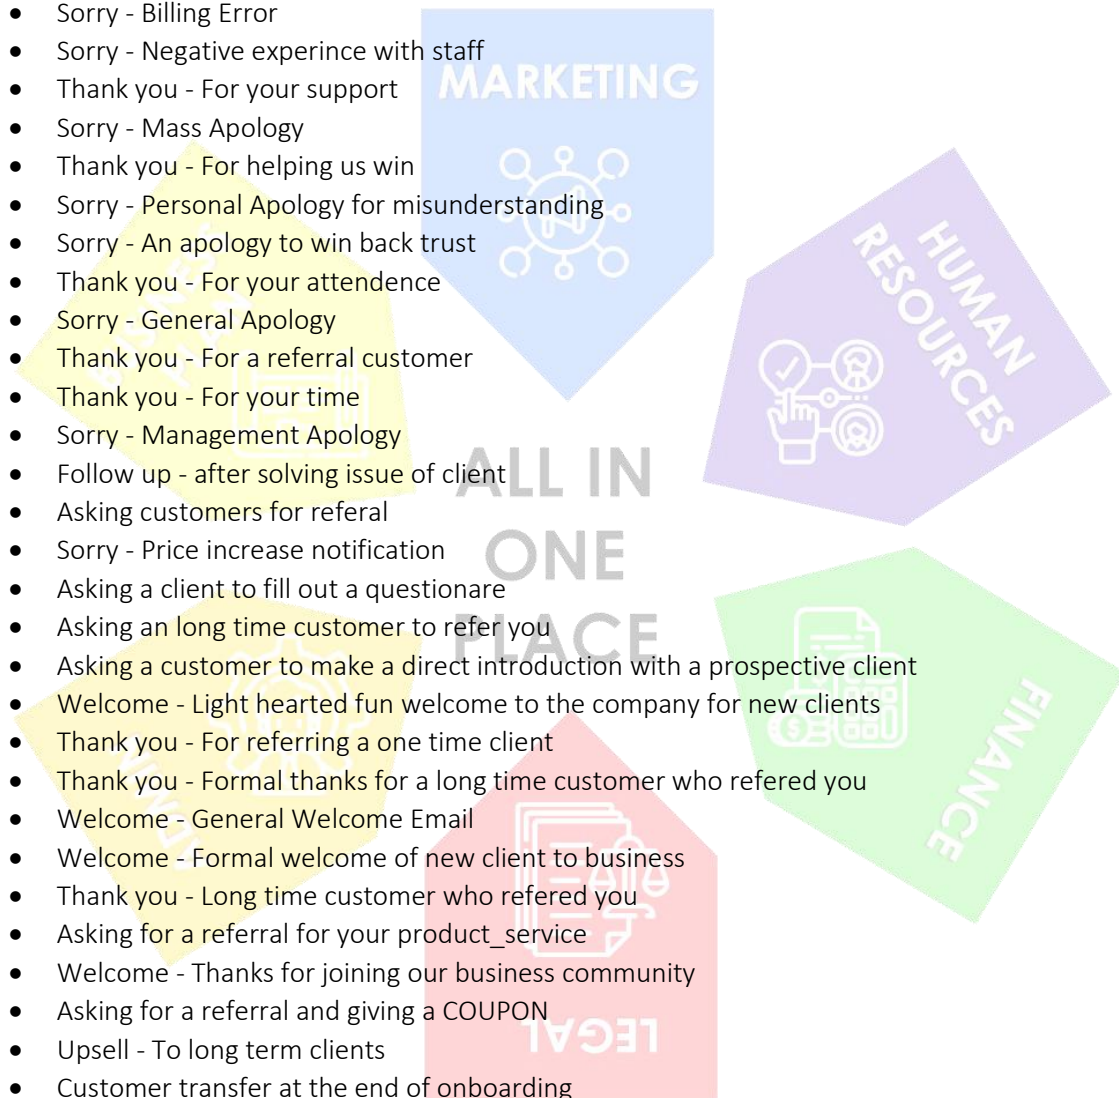 • Sorry - Billing Error
• Sorry - Negative experince with staff
• Thank you - For your support
• Sorry - Mass Apology
• Thank you - For helping us win
• Sorry - Personal Apology for misunderstanding
• Sorry - An apology to win back trust
• Thank you - For your attendence
• Sorry - General Apology
• Thank you - For a referral customer
• Thank you - For your time
• Sorry - Management Apology
• Follow up - after solving issue of client
• Asking customers for referal
• Sorry - Price increase notification
• Asking a client to fill out a questionare
• Asking an long time customer to refer you
• Asking a customer to make a direct introduction with a prospective client
• Welcome - Light hearted fun welcome to the company for new clients
• Thank you - For referring a one time client
• Thank you - Formal thanks for a long time customer who refered you
• Welcome - General Welcome Email
• Welcome - Formal welcome of new client to business
• Thank you - Long time customer who refered you
• Asking for a referral for your product_service
• Welcome - Thanks for joining our business community
• Asking for a referral and giving a COUPON
• Upsell - To long term clients
• Customer transfer at the end of onboarding
MARKETING
HUMAN
RESOURCES
FINANCE
LEGAL
ADMIN
BUSINESS
PLAN
ALL IN
ONE
PLACE